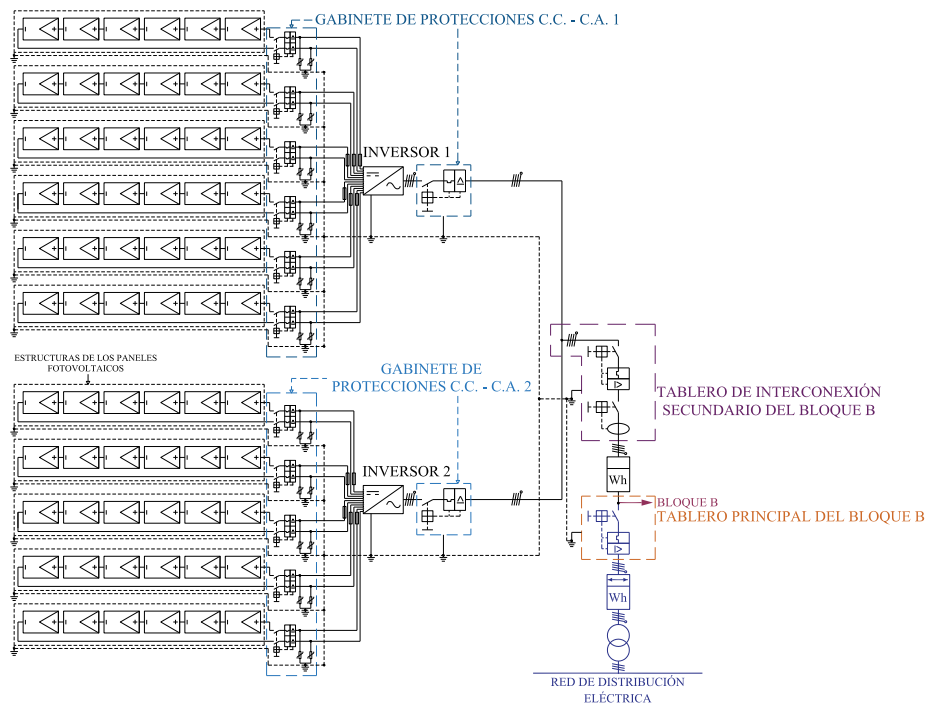 GABINETE DE PROTECCIONES C.C. - C.A. 1
INVERSOR 1
ESTRUCTURAS DE LOS PANELES
FOTOVOLTAICOS
GABINETE DE
PROTECCIONES C.C. - C.A. 2
TABLERO DE INTERCONEXIÓN
SECUNDARIO DEL BLOQUE B
INVERSOR 2
Wh
BLOQUE B
TABLERO PRINCIPAL DEL BLOQUE B
Wh
RED DE DISTRIBUCIÓN
ELÉCTRICA